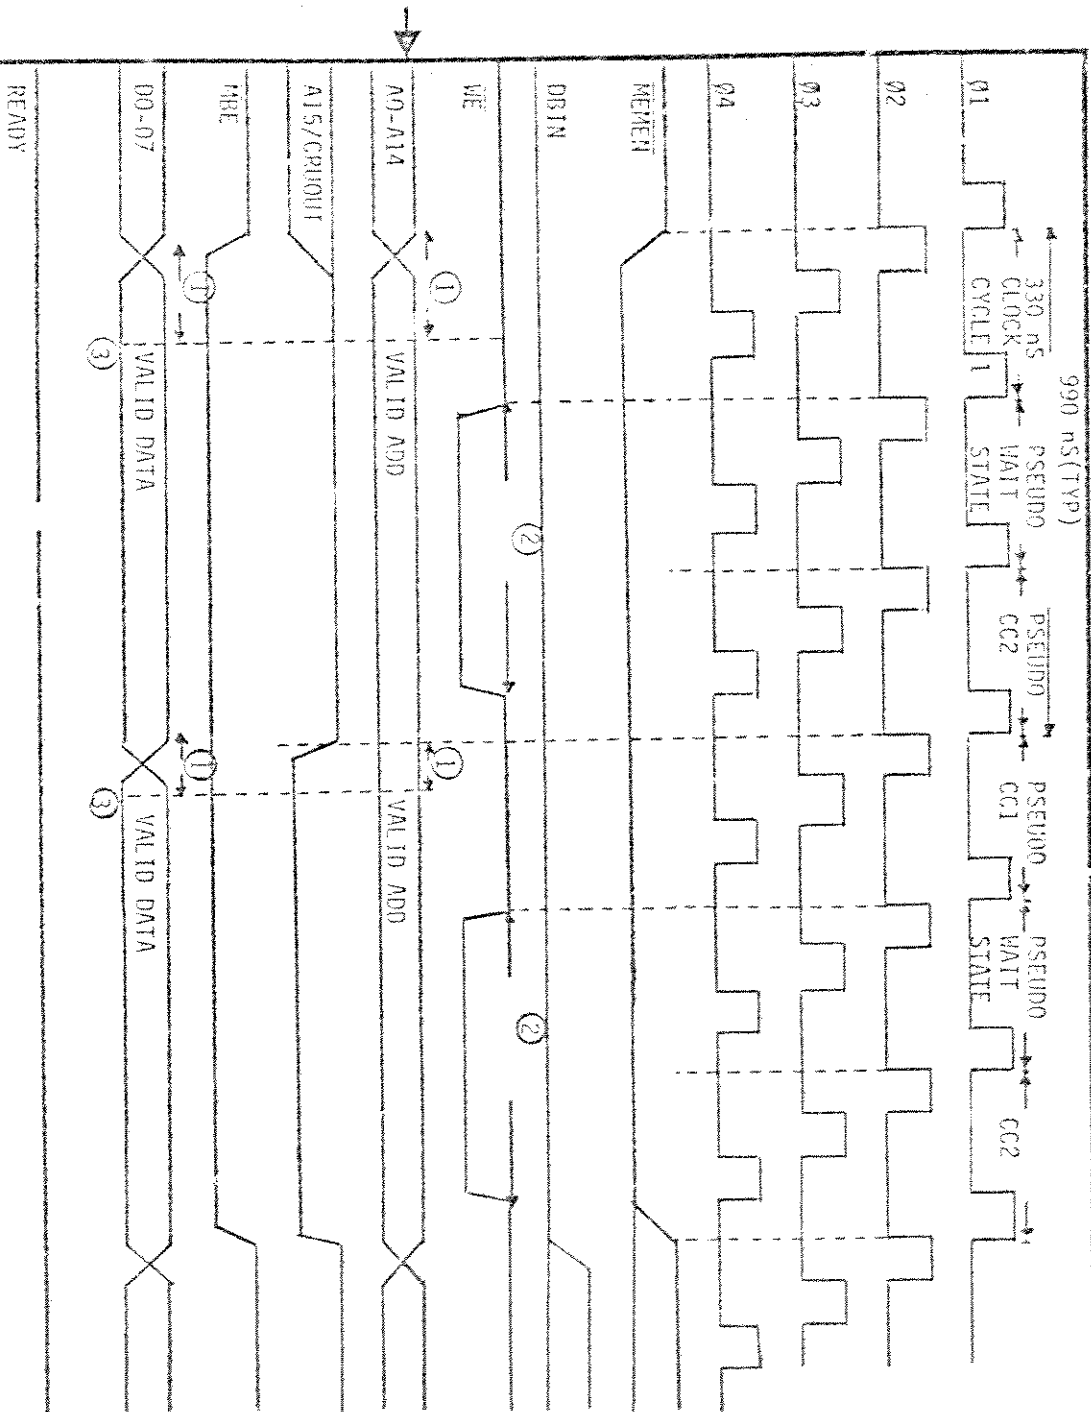 990 nS(TYP)
330 nS
CLOCK
CYCLE 1
PSEUDO
WAIT
STATE
PSEUDO
CC2
PSEUDO
CC1
PSEUDO
WAIT
STATE
CC2
Ø1
Ø2
Ø3
Ø4
MEMEN
DBIN
WE
② ②
A0-A14 VALID ADD VALID ADD
① ①
A15/CRUOUT
MBE
① ①
D0-D7 VALID DATA VALID DATA
③ ③
READY